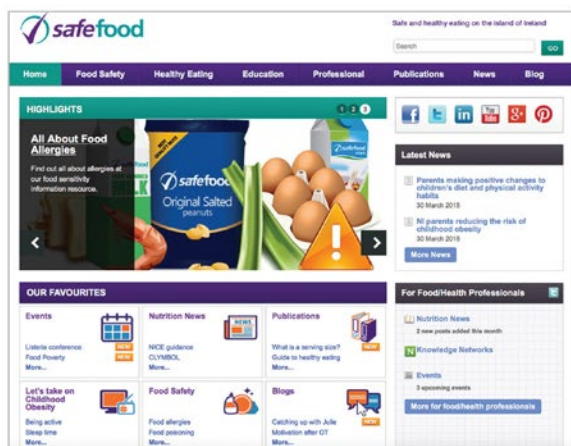 safefood
Safe and healthy eating on the island of Ireland
Search
GO
Home
Food Safety
Healthy Eating
Education
Professional
Publications
News
Blog
HIGHLIGHTS
1 2 3
All About Food
Allergies
Find out all about allergies at
our food sensitivity
information resource.
safefood
Original Salted
peanuts
Latest News
Parents making positive changes to
children's diet and physical activity
habits
30 March 2015
NI parents reducing the risk of
childhood obesity
30 March 2015
More News
OUR FAVOURITES
Events
Listeria conference NEW
Food Poverty NEW
More...
Nutrition News
NEWS
NICE guidance
CLYMBOL
More...
Publications
What is a serving size? NEW
Guide to healthy eating
More...
Let's take on
Childhood
Obesity
Being active
Sleep time
More...
Food Safety
Food allergies
Food poisoning
More...
Blogs
Catching up with Julie NEW
Motivation after OT
More...
For Food/Health Professionals
Nutrition News
2 new posts added this month
N Knowledge Networks
Events
3 upcoming events
More for food/health professionals